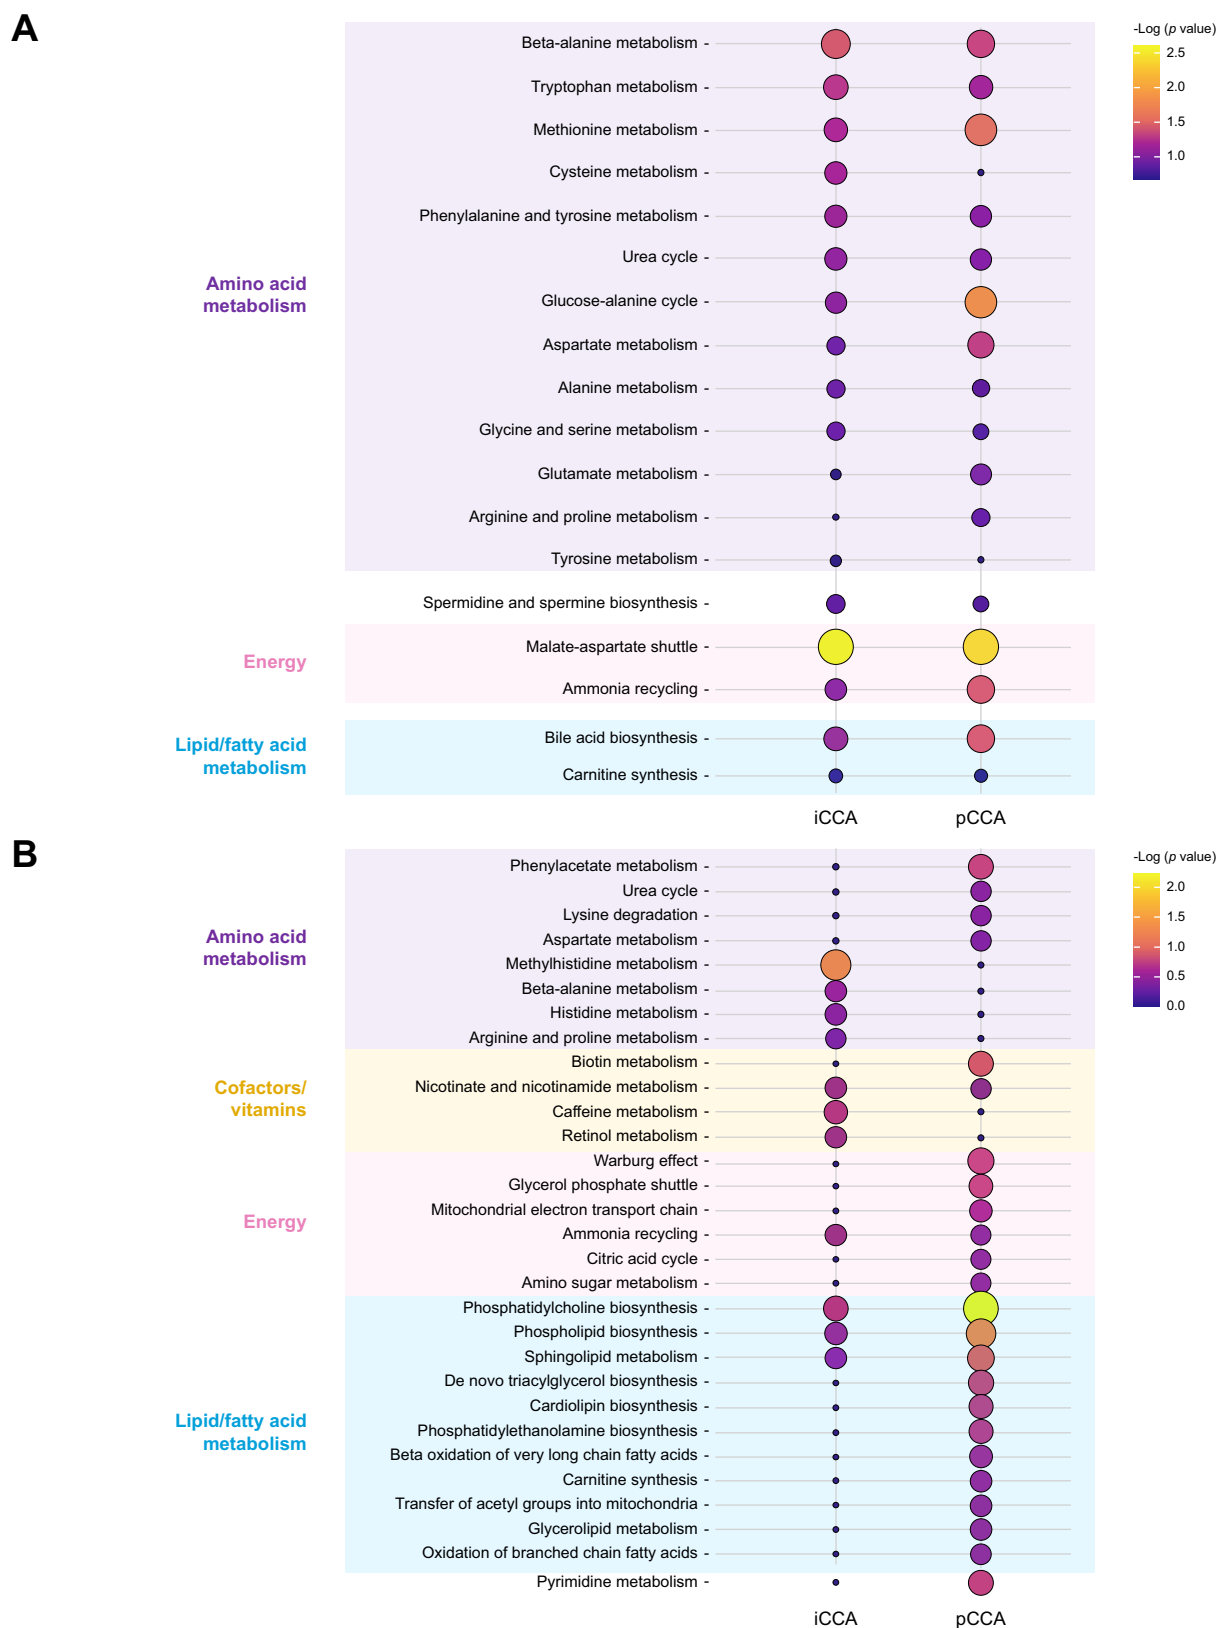 A
-Log (p value)
2.5
2.0
1.5
1.0
Amino acid
metabolism
Beta-alanine metabolism -
Tryptophan metabolism -
Methionine metabolism -
Cysteine metabolism -
Phenylalanine and tyrosine metabolism -
Urea cycle -
Glucose-alanine cycle -
Aspartate metabolism -
Alanine metabolism -
Glycine and serine metabolism -
Glutamate metabolism -
Arginine and proline metabolism -
Tyrosine metabolism -
Spermidine and spermine biosynthesis -
Energy
Malate-aspartate shuttle -
Ammonia recycling -
Lipid/fatty acid
metabolism
Bile acid biosynthesis -
Carnitine synthesis -
iCCA pCCA
B
-Log (p value)
2.0
1.5
1.0
0.5
0.0
Amino acid
metabolism
Phenylacetate metabolism -
Urea cycle -
Lysine degradation -
Aspartate metabolism -
Methylhistidine metabolism -
Beta-alanine metabolism -
Histidine metabolism -
Arginine and proline metabolism -
Cofactors/
vitamins
Biotin metabolism -
Nicotinate and nicotinamide metabolism -
Caffeine metabolism -
Retinol metabolism -
Energy
Warburg effect -
Glycerol phosphate shuttle -
Mitochondrial electron transport chain -
Ammonia recycling -
Citric acid cycle -
Amino sugar metabolism -
Lipid/fatty acid
metabolism
Phosphatidylcholine biosynthesis -
Phospholipid biosynthesis -
Sphingolipid metabolism -
De novo triacylglycerol biosynthesis -
Cardiolipin biosynthesis -
Phosphatidylethanolamine biosynthesis -
Beta oxidation of very long chain fatty acids -
Carnitine synthesis -
Transfer of acetyl groups into mitochondria -
Glycerolipid metabolism -
Oxidation of branched chain fatty acids -
Pyrimidine metabolism -
iCCA pCCA